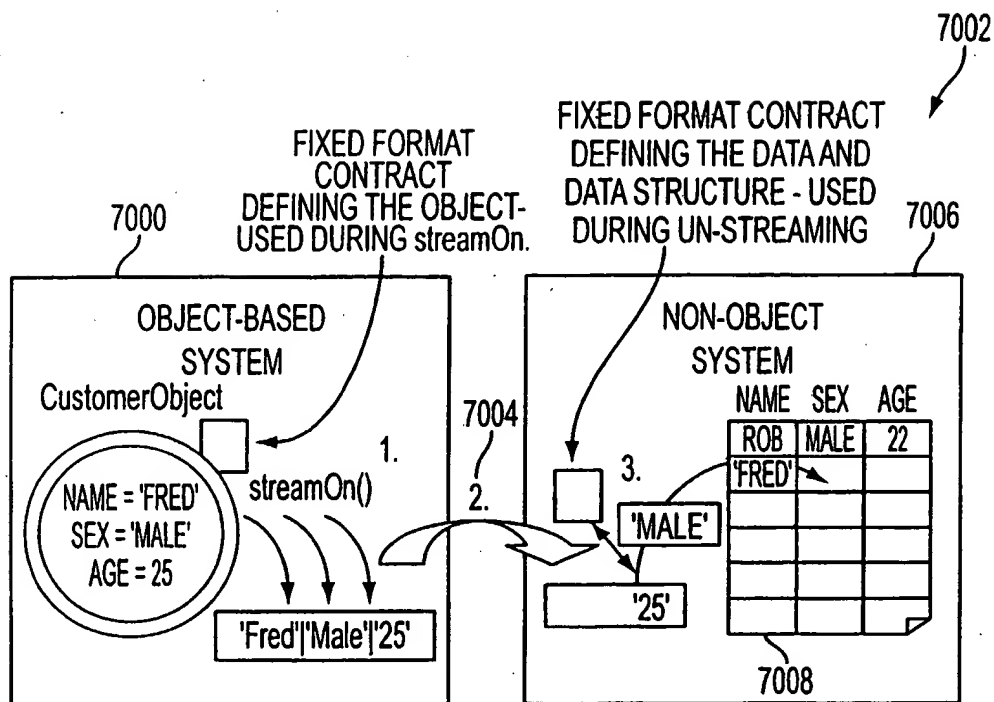 7002
FIXED FORMAT
CONTRACT
DEFINING THE OBJECT-
USED DURING streamOn.
FIXED FORMAT CONTRACT
DEFINING THE DATA AND
DATA STRUCTURE - USED
DURING UN-STREAMING
7000
7006
OBJECT-BASED
SYSTEM
CustomerObject
NAME = 'FRED'
SEX = 'MALE'
AGE = 25
1.
streamOn()
'Fred'|'Male'|'25'
7004
2.
NON-OBJECT
SYSTEM
3.
'MALE'
'25'
NAME SEX AGE
ROB MALE 22
'FRED'
7008